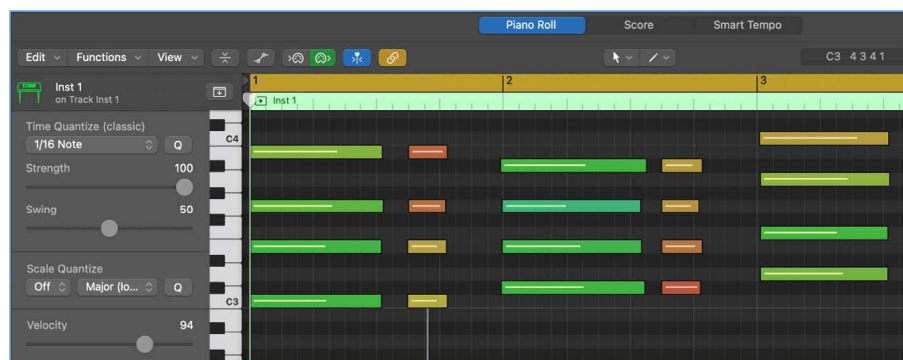 Piano Roll Score Smart Tempo
Edit Functions View C3 4 3 4 1
Inst 1
on Track Inst 1
1 2 3
Inst 1
Time Quantize (classic)
1/16 Note Q
Strength 100
Swing 50
Scale Quantize
Off Major (lo... Q
Velocity 94
C4
C3